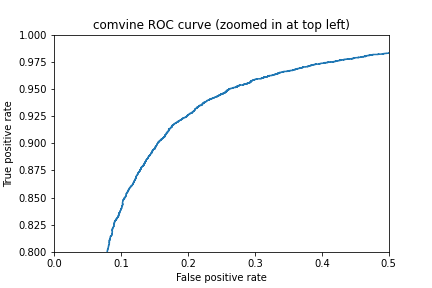 comvine ROC curve (zoomed in at top left)
1.000
0.975
0.950
0.925
0.900
0.875
0.850
0.825
0.800
True positive rate
0.0 0.1 0.2 0.3 0.4 0.5
False positive rate